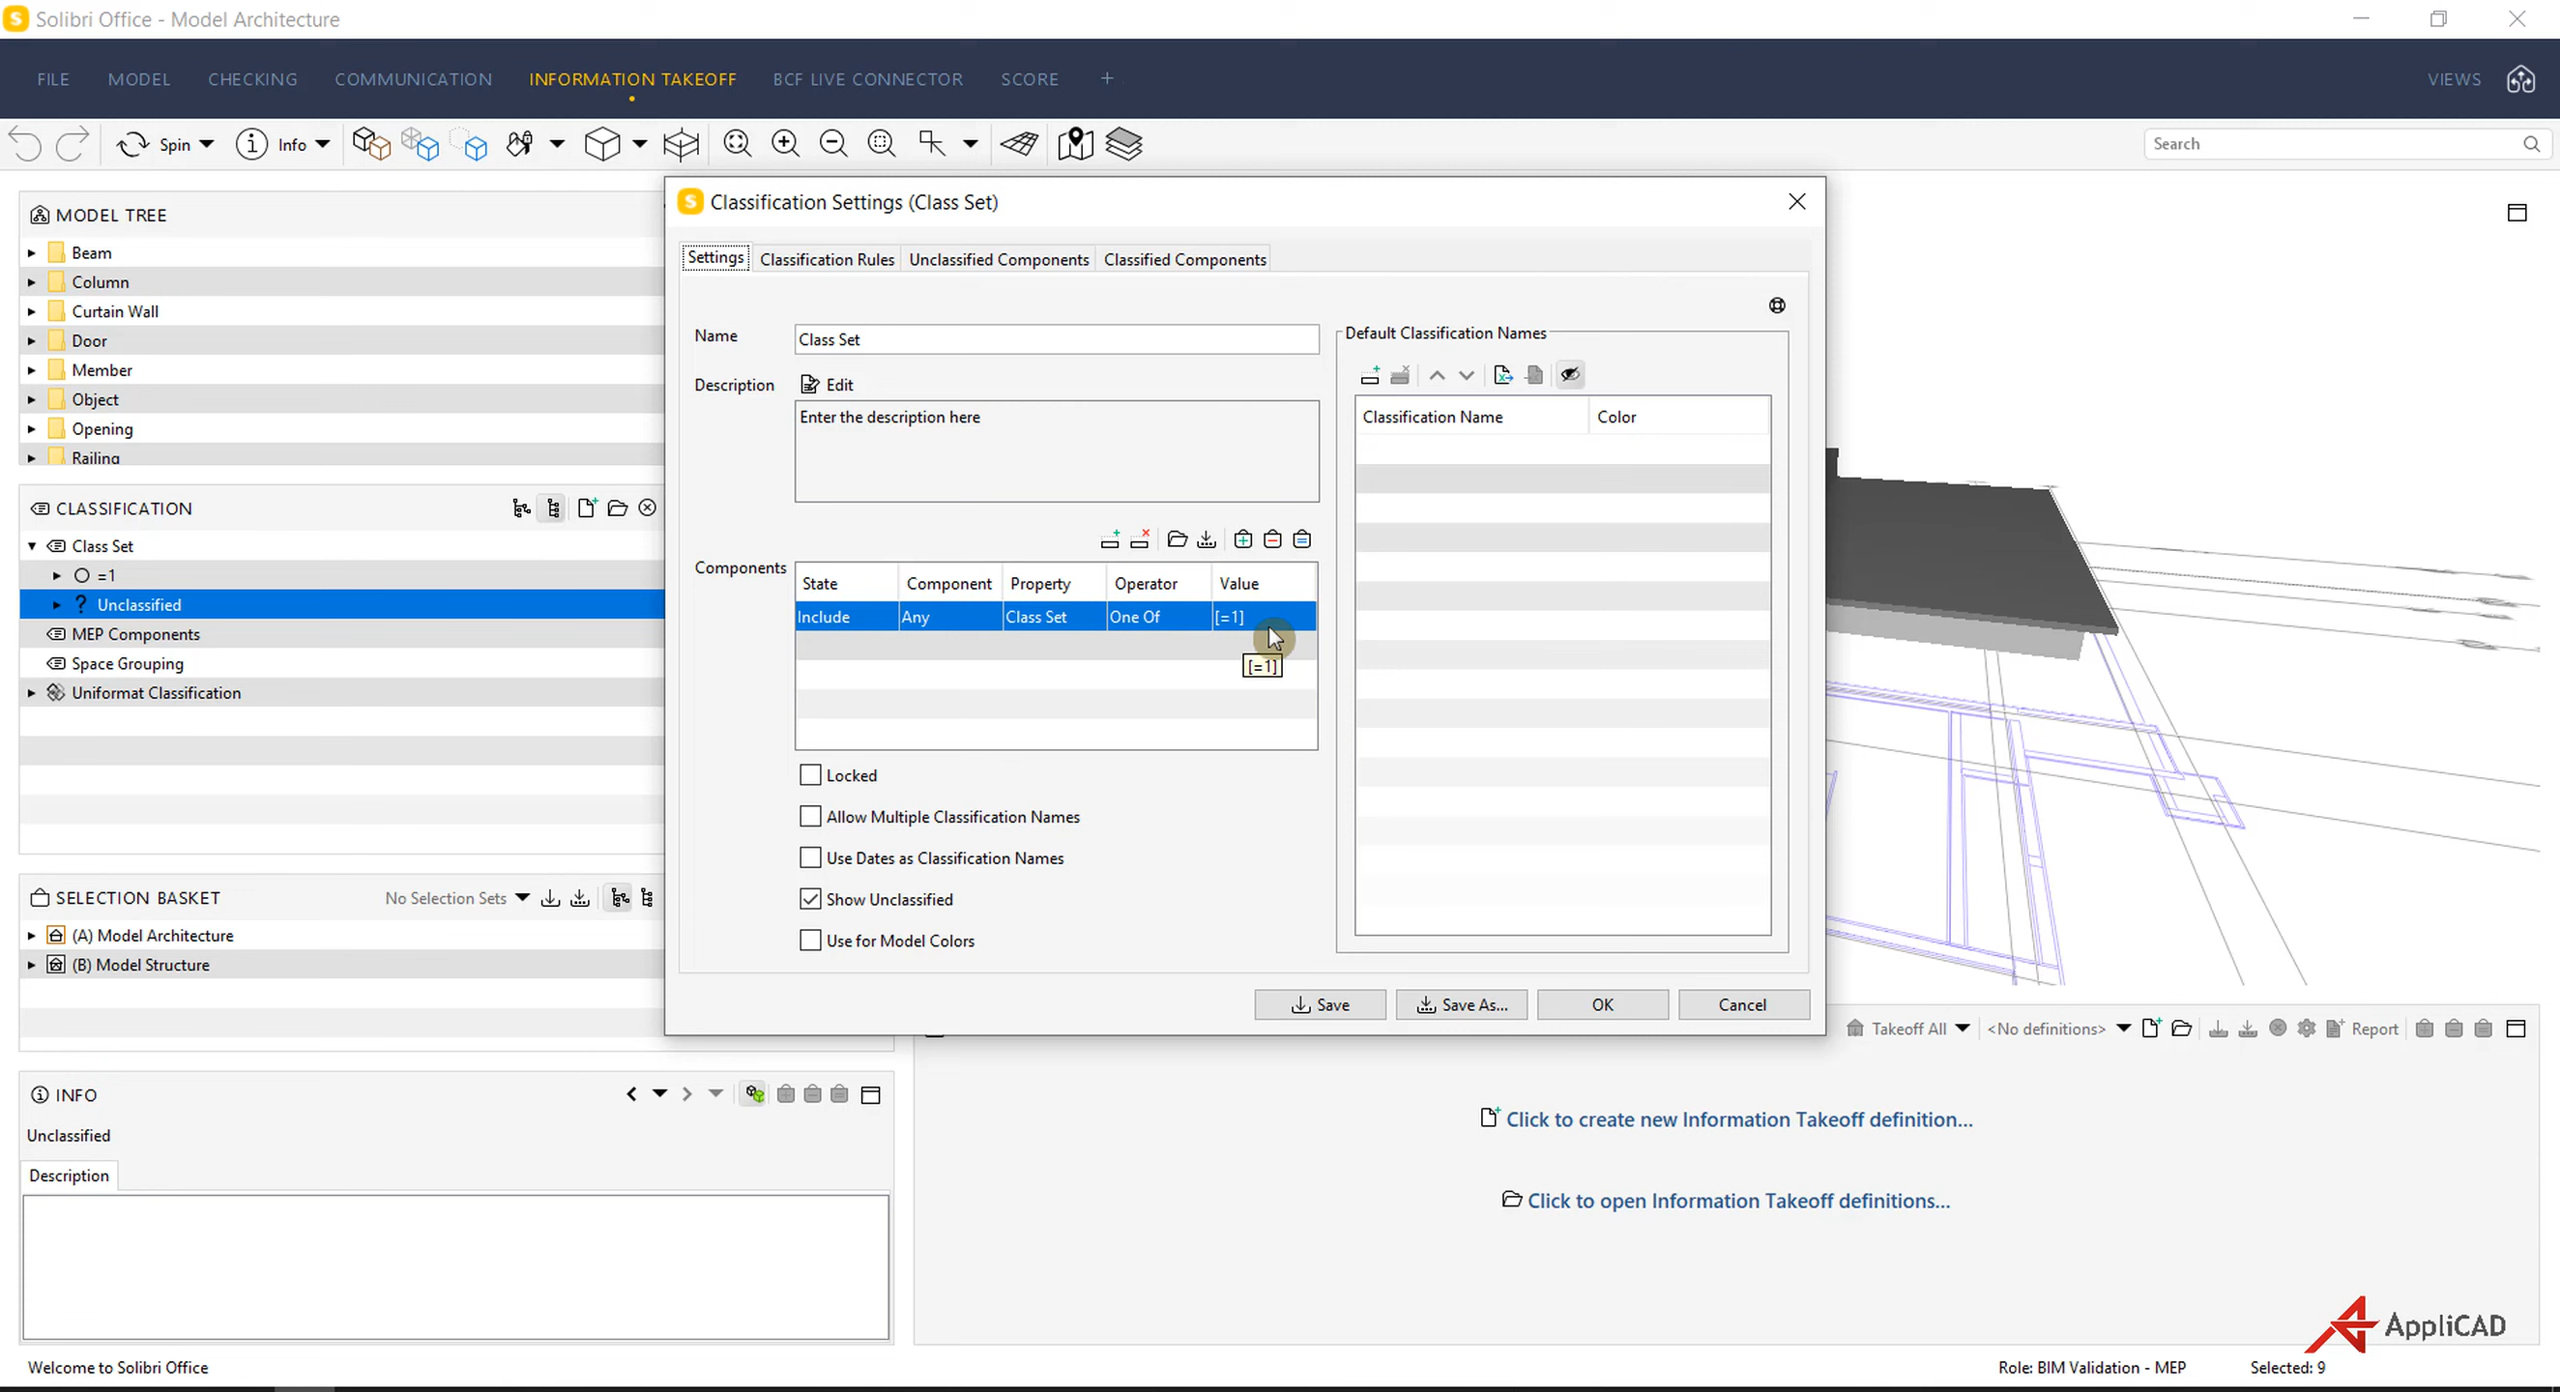 Solibri Office - Model Architecture
FILE MODEL CHECKING COMMUNICATION INFORMATION TAKEOFF BCF LIVE CONNECTOR SCORE + VIEWS
Spin Info Search
MODEL TREE
Beam
Column
Curtain Wall
Door
Member
Object
Opening
Railing
CLASSIFICATION
Class Set
=1
? Unclassified
MEP Components
Space Grouping
Uniformat Classification
SELECTION BASKET No Selection Sets
(A) Model Architecture
(B) Model Structure
INFO
Unclassified
Description
Classification Settings (Class Set)
Settings Classification Rules Unclassified Components Classified Components
Name Class Set
Description Edit
Enter the description here
Components
State Component Property Operator Value
Include Any Class Set One Of [=1]
[=1]
Locked
Allow Multiple Classification Names
Use Dates as Classification Names
Show Unclassified
Use for Model Colors
Default Classification Names
Classification Name Color
Save Save As... OK Cancel
Takeoff All <No definitions> Report
Click to create new Information Takeoff definition...
Click to open Information Takeoff definitions...
AppliCAD
Welcome to Solibri Office Role: BIM Validation - MEP Selected: 9